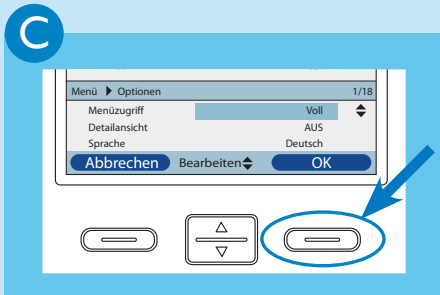 C
Menü Optionen 1/18
Menüzugriff Voll
Detailansicht AUS
Sprache Deutsch
Abbrechen Bearbeiten OK